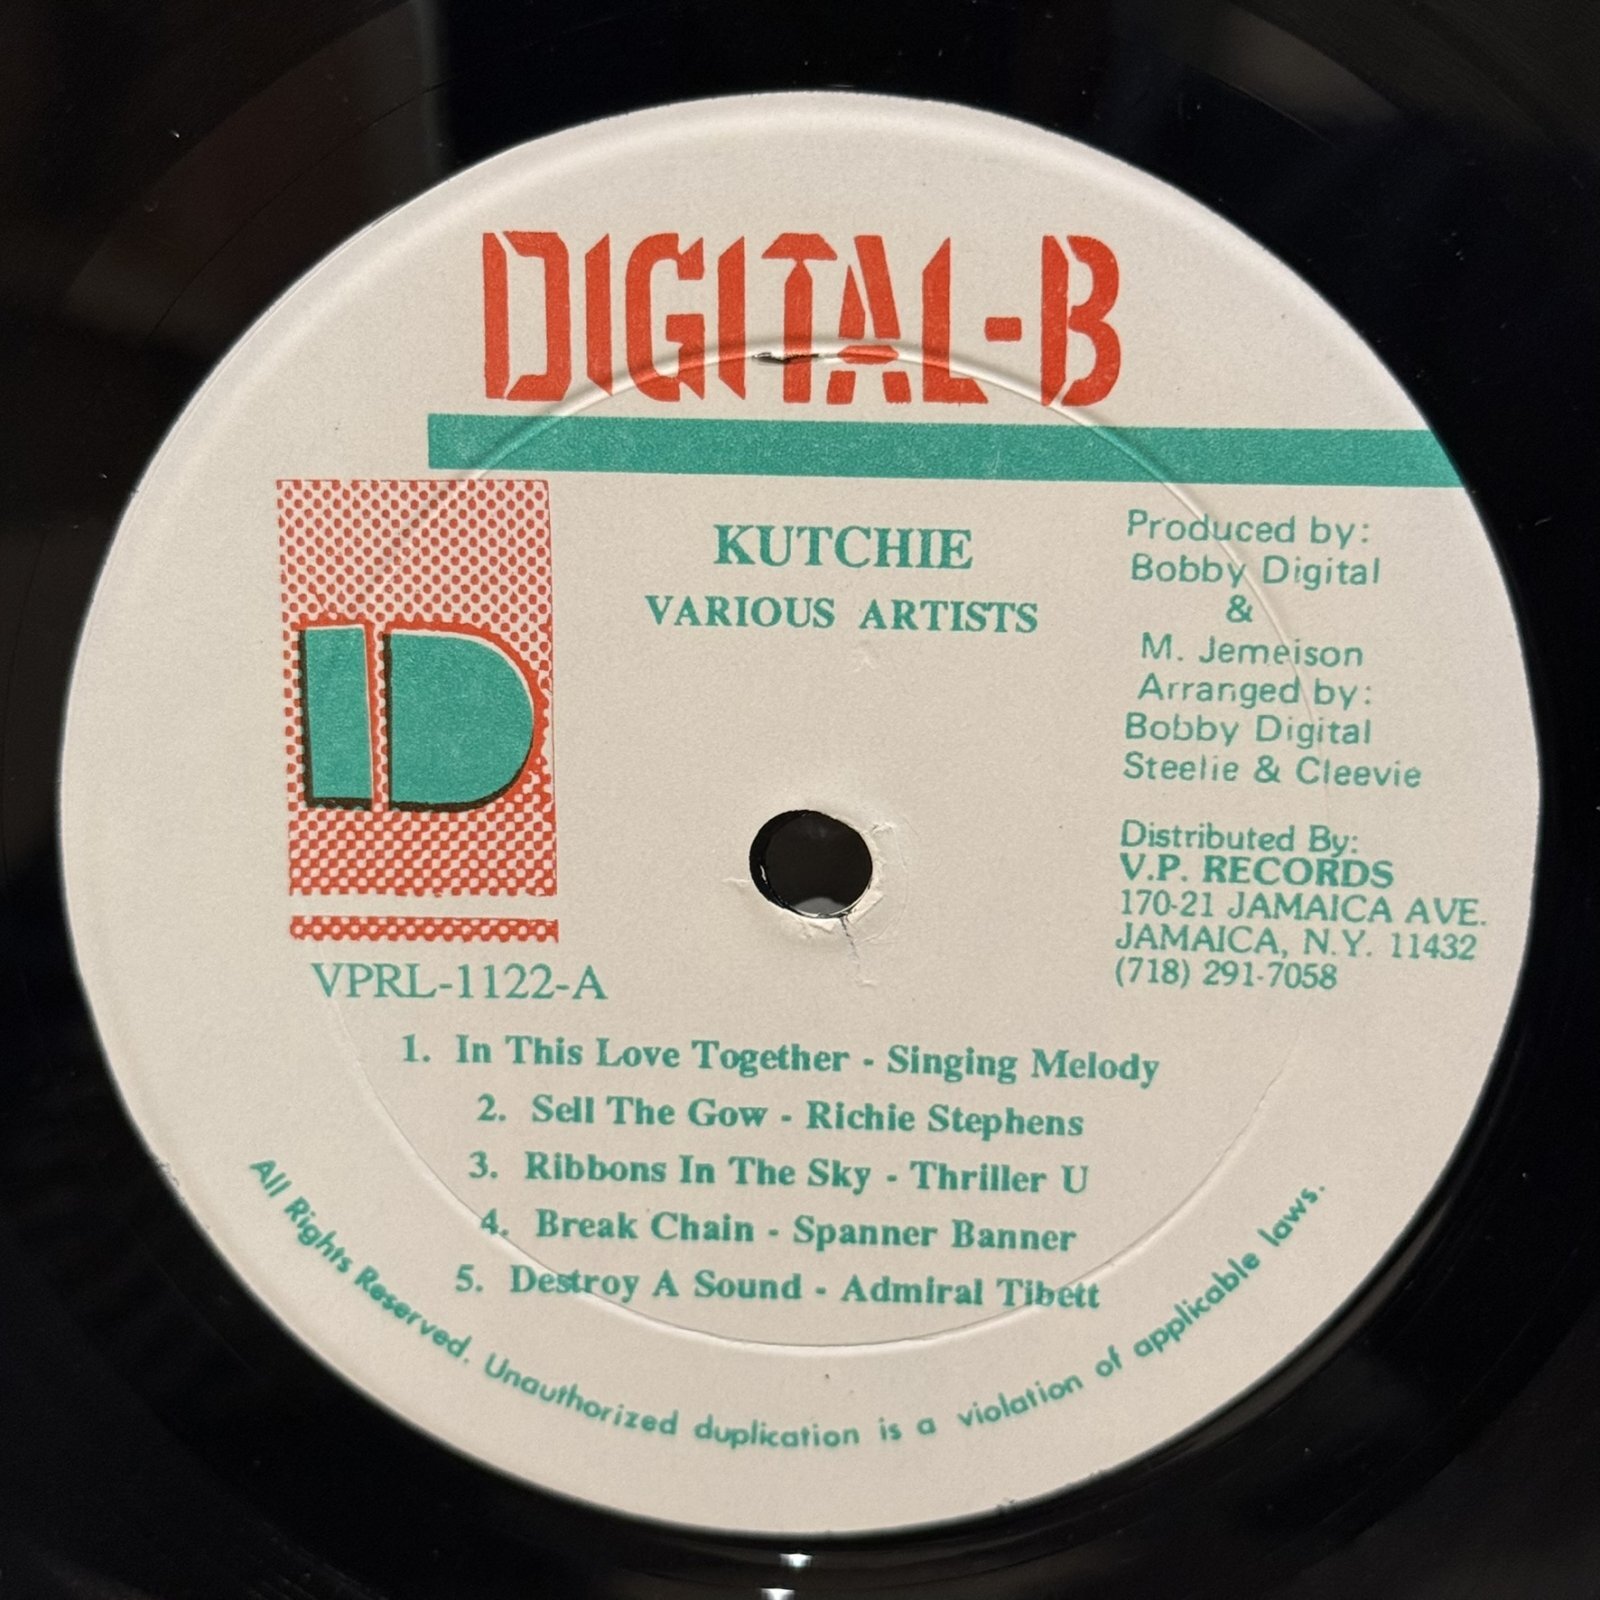 DIGITAL-B
KUTCHIE
VARIOUS ARTISTS
Produced by:
Bobby Digital
&
M. Jemeison
Arranged by:
Bobby Digital
Steelie & Cleevie
Distributed By:
V.P. RECORDS
170-21 JAMAICA AVE.
JAMAICA, N.Y. 11432
(718) 291-7058
ID
VPRL-1122-A
1. In This Love Together - Singing Melody
2. Sell The Gow - Richie Stephens
3. Ribbons In The Sky - Thriller U
4. Break Chain - Spanner Banner
5. Destroy A Sound - Admiral Tibett
All Rights Reserved. Unauthorized duplication is a violation of applicable laws.